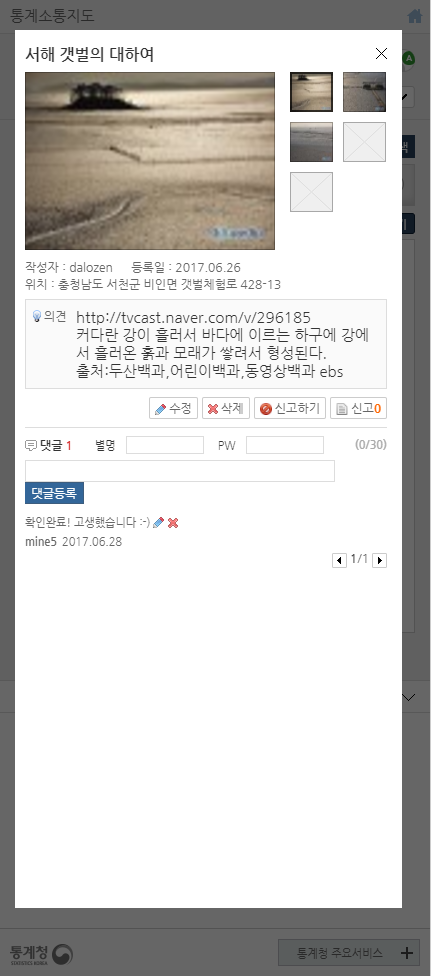 통계소통지도
서해 갯벌의 대하여
A
작성자 : dalozen 등록일 : 2017.06.26
위치 : 충청남도 서천군 비인면 갯벌체험로 428-13
의견
http://tvcast.naver.com/v/296185
커다란 강이 흘러서 바다에 이르는 하구에 강에
서 흘러온 흙과 모래가 쌓려서 형성된다.
출처:두산백과,어린이백과,동영상백과 ebs
수정 삭제 신고하기 신고0
댓글 1 별명 PW (0/30)
댓글등록
확인완료! 고생했습니다 :-)
mine5 2017.06.28
1/1
통계청 통계청 주요서비스 +
STATISTICS KOREA